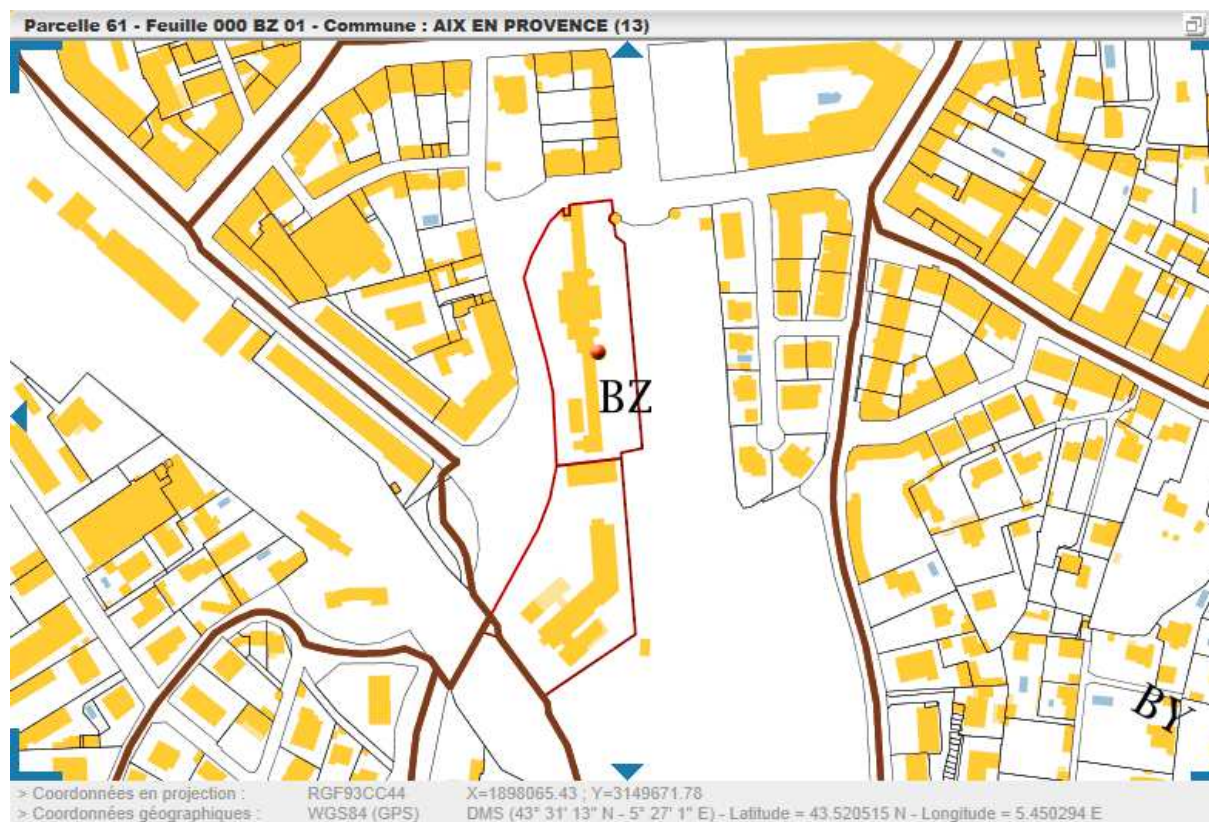 Parcelle 61 - Feuille 000 BZ 01 - Commune : AIX EN PROVENCE (13)
BZ
BY
> Coordonnées en projection : RGF93CC44 X=1898065.43 ; Y=3149671.78
> Coordonnées géographiques : WGS84 (GPS) DMS (43° 31' 13" N - 5° 27' 1" E) - Latitude = 43.520515 N - Longitude = 5.450294 E